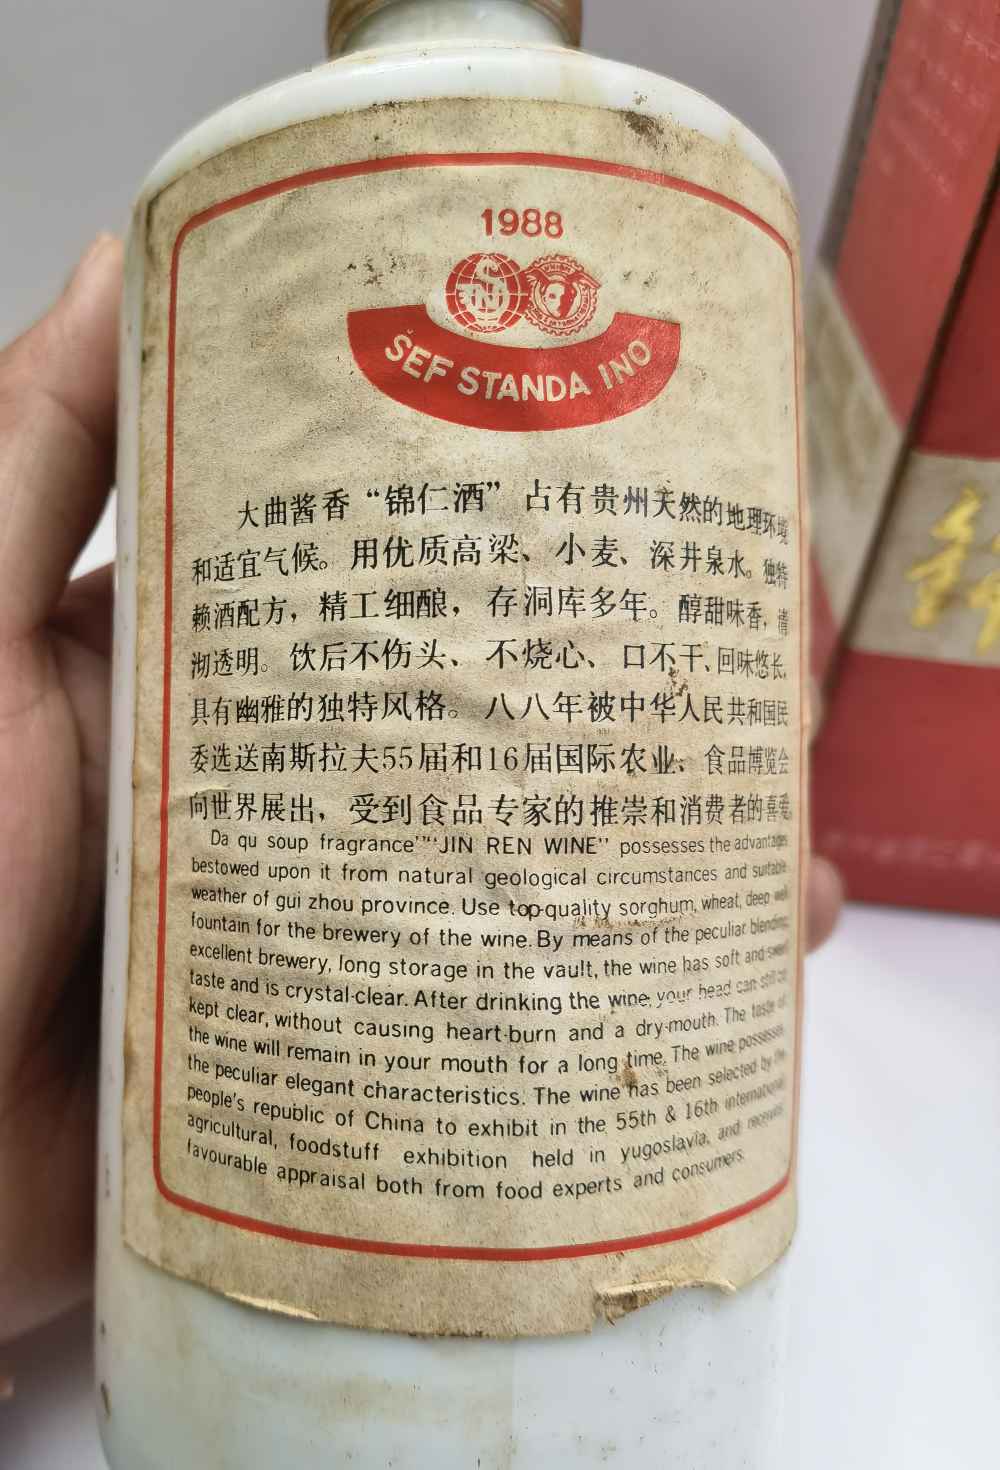 1988
ŠEF STANDA INO
大曲酱香“锦仁酒”占有贵州天然的地理环境
和适宜气候。用优质高梁、小麦、深井泉水。独特
赖酒配方，精工细酿，存洞库多年。醇甜味香，清
沏透明。饮后不伤头、不烧心、口不干、回味悠长，
具有幽雅的独特风格。八八年被中华人民共和国民
委选送南斯拉夫55届和16届国际农业、食品博览会
向世界展出，受到食品专家的推崇和消费者的喜爱。
Da qu soup fragrance'"“JIN REN WINE" possesses the advantages
bestowed upon it from natural geological circumstances and suitable
weather of gui zhou province. Use top-quality sorghum, wheat, deep well
fountain for the brewery of the wine. By means of the peculiar blending,
excellent brewery, long storage in the vault, the wine has soft and sweet
taste and is crystal-clear. After drinking the wine, your head can still be
kept clear, without causing heart-burn and a dry-mouth. The taste of
the wine will remain in your mouth for a long time. The wine possesses
the peculiar elegant characteristics. The wine has been selected by the
people's republic of China to exhibit in the 55th & 16th international
agricultural, foodstuff exhibition held in yugoslavia, and received
favourable appraisal both from food experts and consumers.